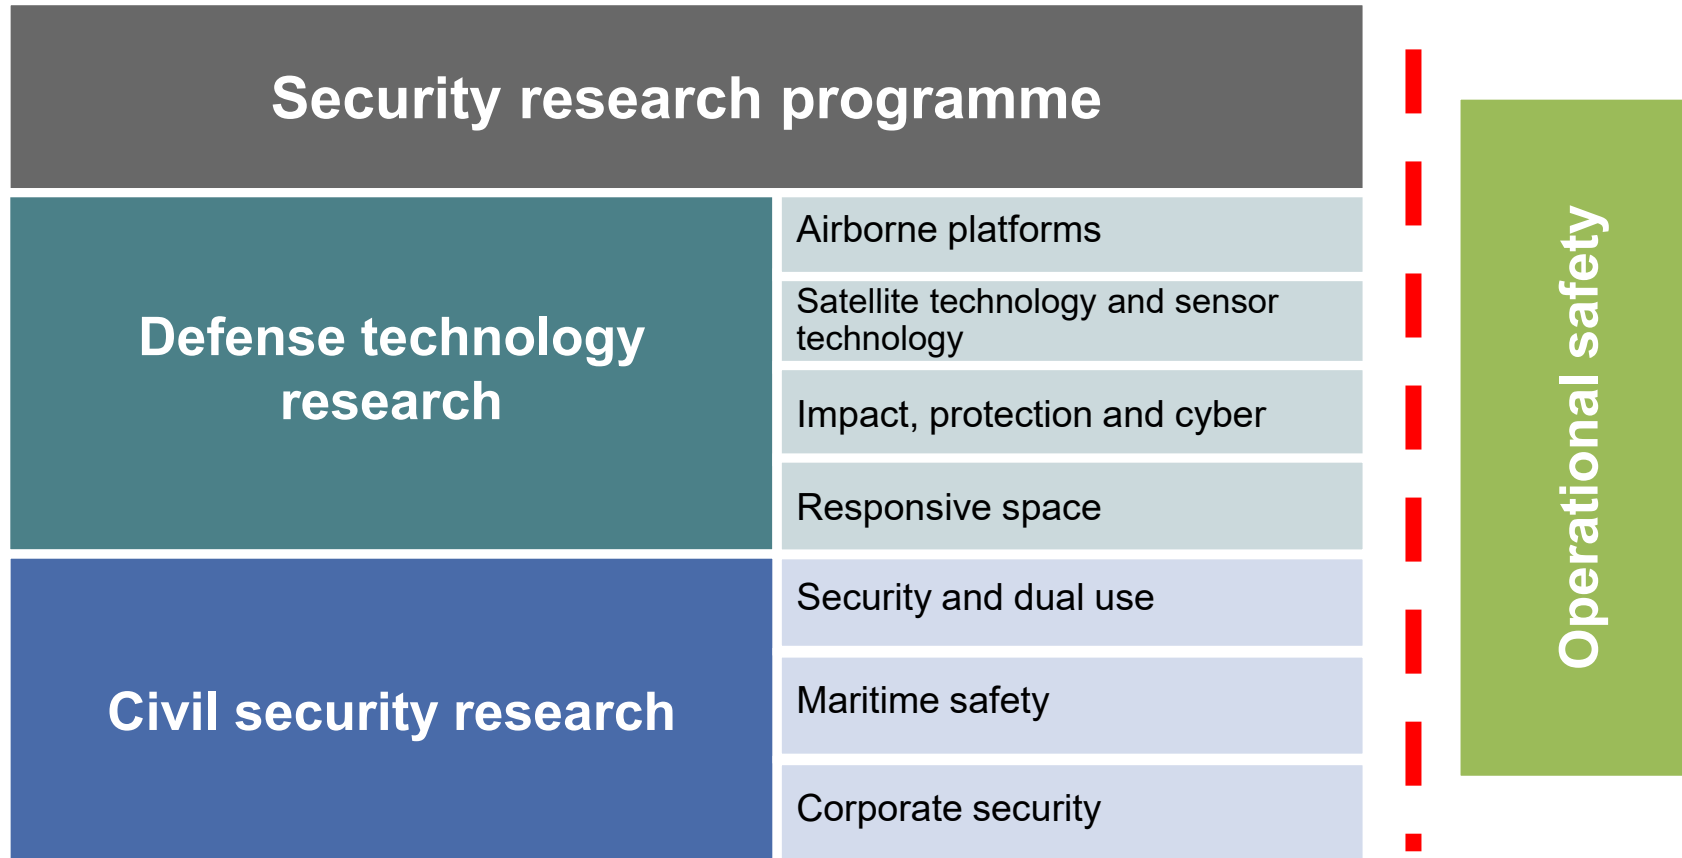 Security research programme
Defense technology
research
Airborne platforms
Satellite technology and sensor
technology
Impact, protection and cyber
Responsive space
Civil security research
Security and dual use
Maritime safety
Corporate security
Operational safety